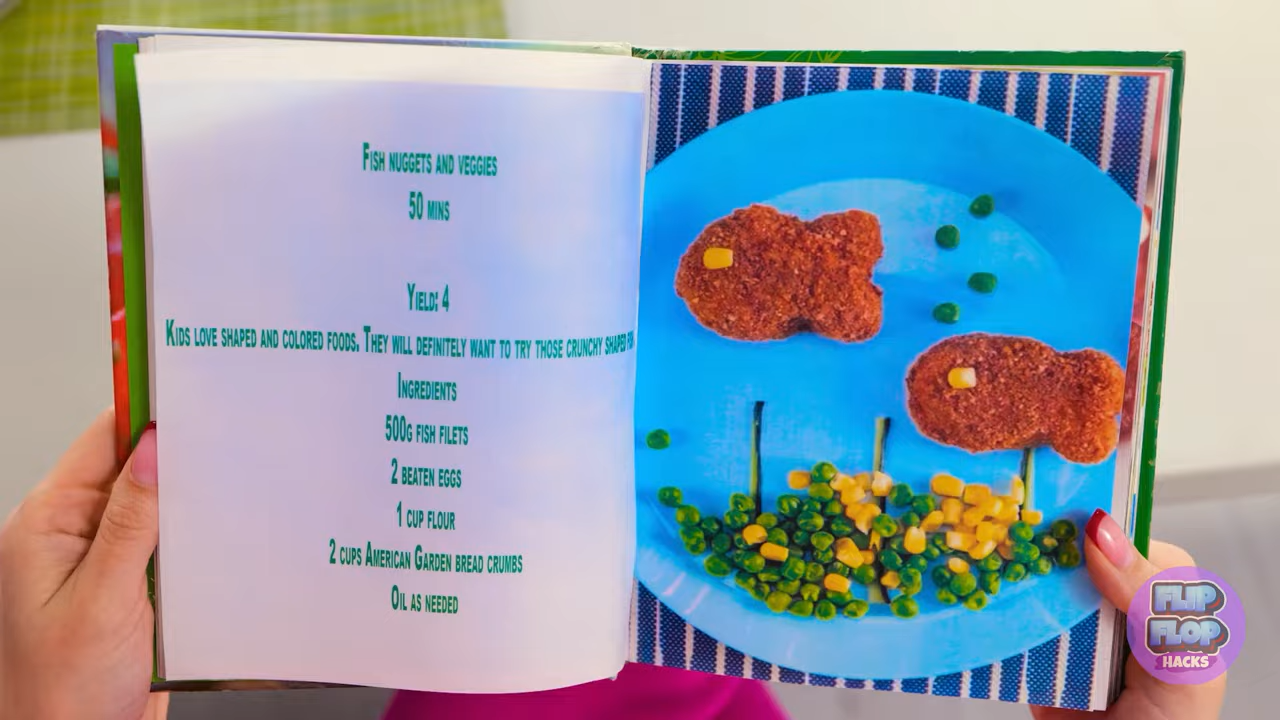 Fish nuggets and veggies
50 mins
Yield: 4
Kids love shaped and colored foods. They will definitely want to try those crunchy shaped
Ingredients
500g fish filets
2 beaten eggs
1 cup flour
2 cups American Garden bread crumbs
Oil as needed
FLIP
FLOP
HACKS